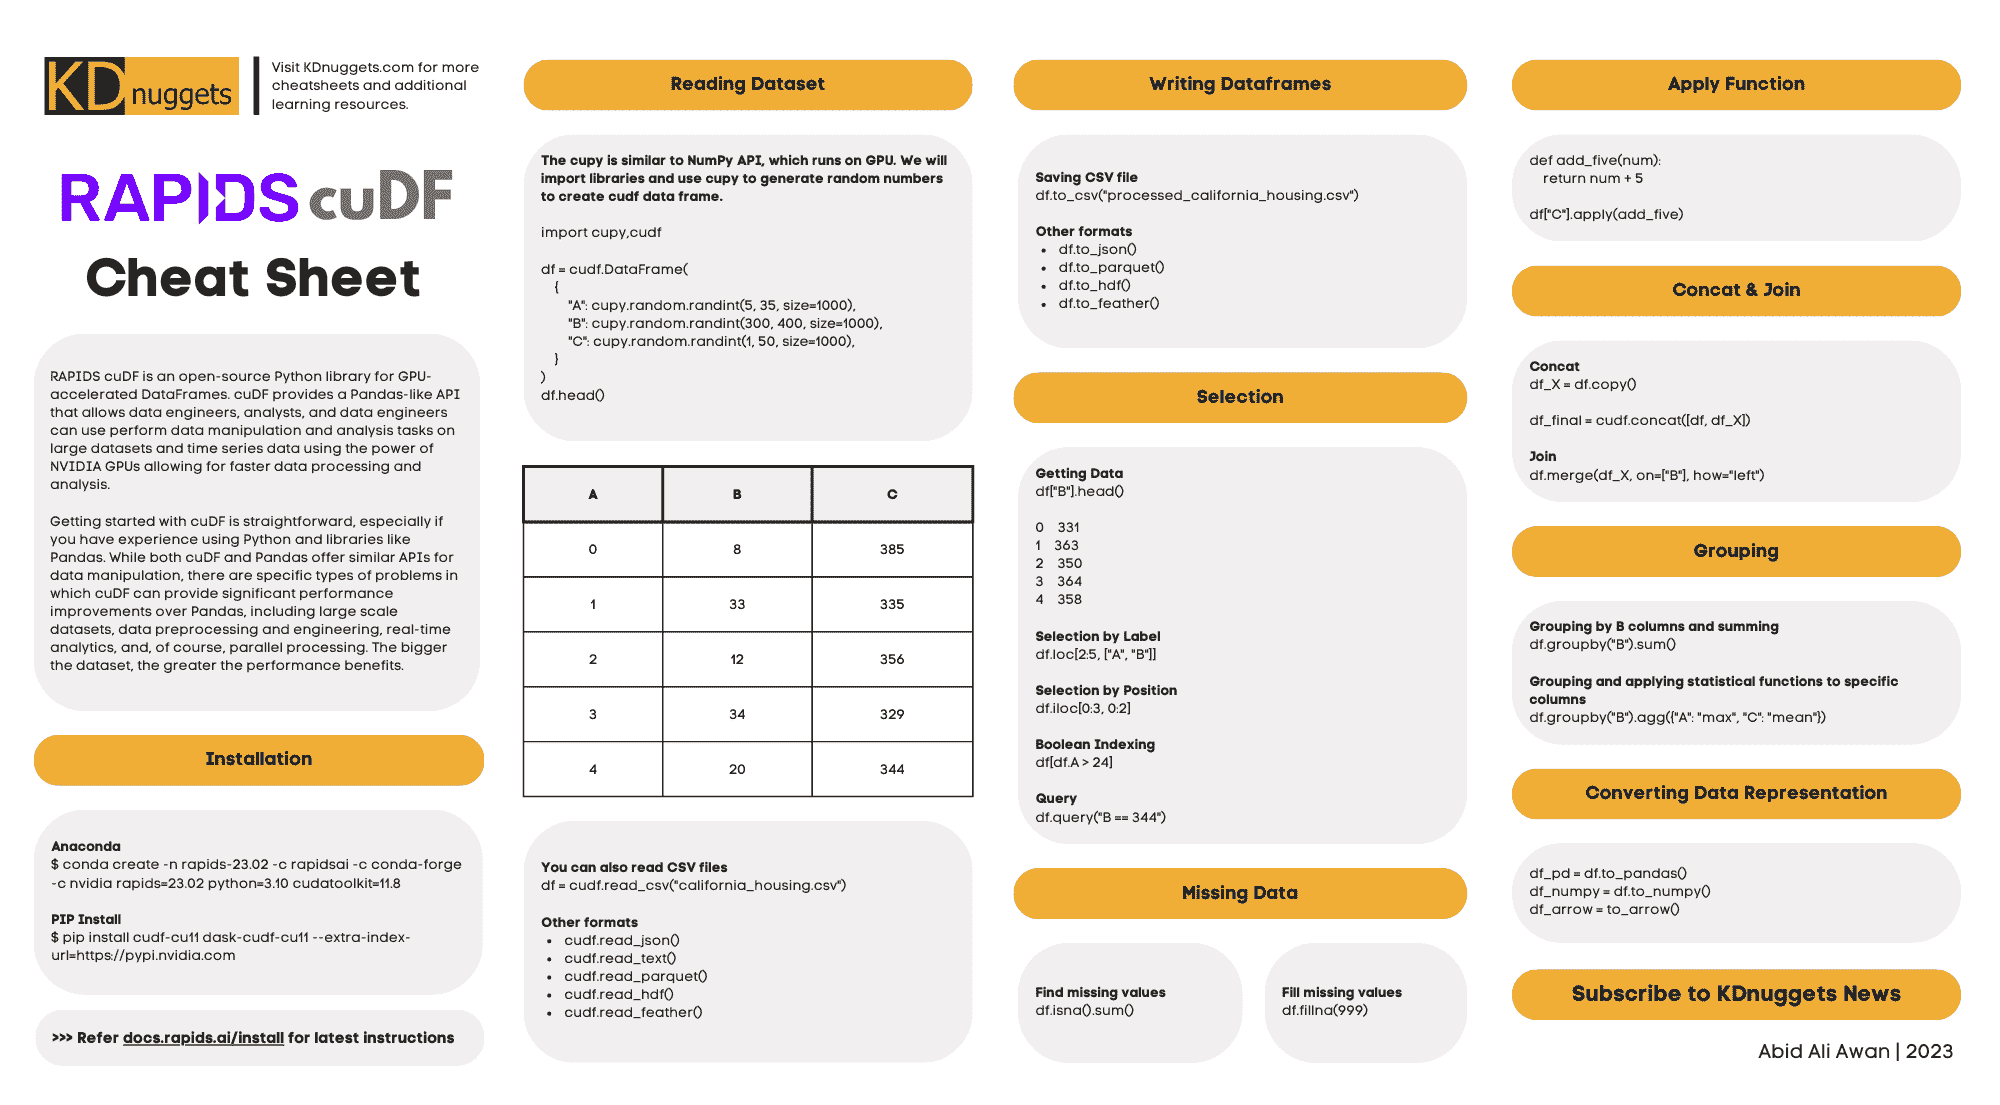 KDnuggets
Visit KDnuggets.com for more
cheatsheets and additional
learning resources.
RAPIDS cuDF
Cheat Sheet
RAPIDS cuDF is an open-source Python library for GPU-
accelerated DataFrames. cuDF provides a Pandas-like API
that allows data engineers, analysts, and data engineers
can use perform data manipulation and analysis tasks on
large datasets and time series data using the power of
NVIDIA GPUs allowing for faster data processing and
analysis.
Getting started with cuDF is straightforward, especially if
you have experience using Python and libraries like
Pandas. While both cuDF and Pandas offer similar APIs for
data manipulation, there are specific types of problems in
which cuDF can provide significant performance
improvements over Pandas, including large scale
datasets, data preprocessing and engineering, real-time
analytics, and, of course, parallel processing. The bigger
the dataset, the greater the performance benefits.
Installation
Anaconda
$ conda create -n rapids-23.02 -c rapidsai -c conda-forge
-c nvidia rapids=23.02 python=3.10 cudatoolkit=11.8
PIP Install
$ pip install cudf-cu11 dask-cudf-cu11 --extra-index-
url=https://pypi.nvidia.com
>>> Refer docs.rapids.ai/install for latest instructions
Reading Dataset
The cupy is similar to NumPy API, which runs on GPU. We will
import libraries and use cupy to generate random numbers
to create cudf data frame.
import cupy,cudf
df = cudf.DataFrame(
{
"A": cupy.random.randint(5, 35, size=1000),
"B": cupy.random.randint(300, 400, size=1000),
"C": cupy.random.randint(1, 50, size=1000),
}
)
df.head()
A B C
0 8 385
1 33 335
2 12 356
3 34 329
4 20 344
You can also read CSV files
df = cudf.read_csv("california_housing.csv")
Other formats
• cudf.read_json()
• cudf.read_text()
• cudf.read_parquet()
• cudf.read_hdf()
• cudf.read_feather()
Writing Dataframes
Saving CSV file
df.to_csv("processed_california_housing.csv")
Other formats
• df.to_json()
• df.to_parquet()
• df.to_hdf()
• df.to_feather()
Selection
Getting Data
df["B"].head()
0 331
1 363
2 350
3 364
4 358
Selection by Label
df.loc[2:5, ["A", "B"]]
Selection by Position
df.iloc[0:3, 0:2]
Boolean Indexing
df[df.A > 24]
Query
df.query("B == 344")
Missing Data
Find missing values
df.isna().sum()
Fill missing values
df.fillna(999)
Apply Function
def add_five(num):
return num + 5
df["C"].apply(add_five)
Concat & Join
Concat
df_X = df.copy()
df_final = cudf.concat([df, df_X])
Join
df.merge(df_X, on=["B"], how="left")
Grouping
Grouping by B columns and summing
df.groupby("B").sum()
Grouping and applying statistical functions to specific
columns
df.groupby("B").agg({"A": "max", "C": "mean"})
Converting Data Representation
df_pd = df.to_pandas()
df_numpy = df.to_numpy()
df_arrow = to_arrow()
Subscribe to KDnuggets News
Abid Ali Awan | 2023